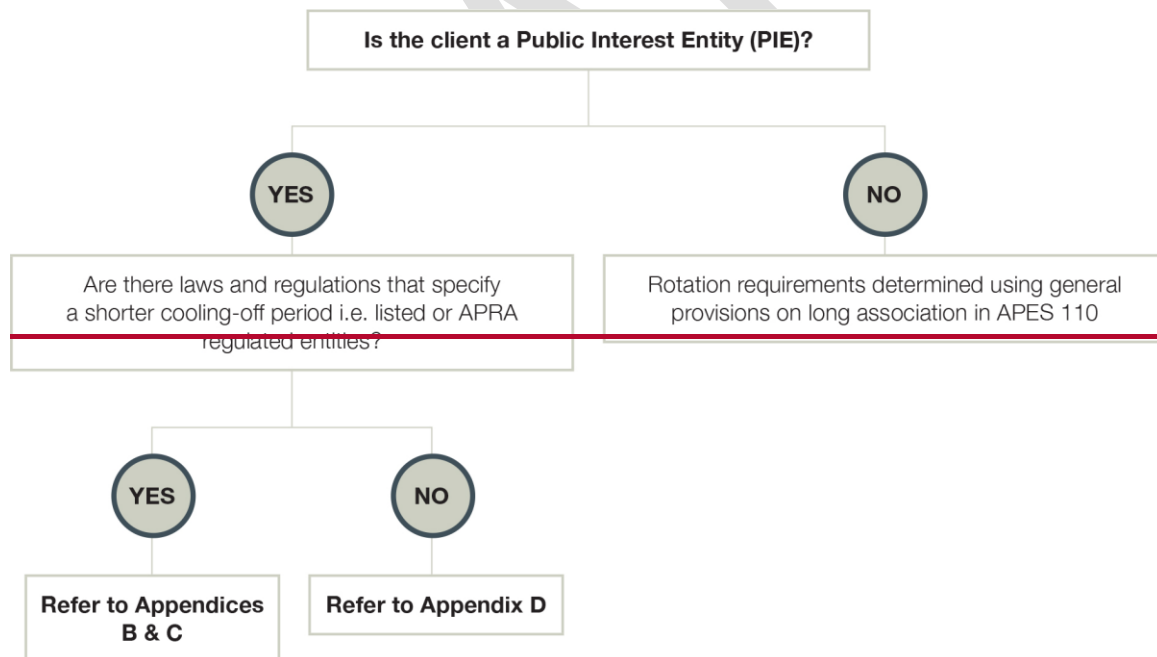 Is the client a Public Interest Entity (PIE)?
YES
NO
Are there laws and regulations that specify
a shorter cooling-off period i.e. listed or APRA
regulated entities?
Rotation requirements determined using general
provisions on long association in APES 110
YES
NO
Refer to Appendices
B & C
Refer to Appendix D